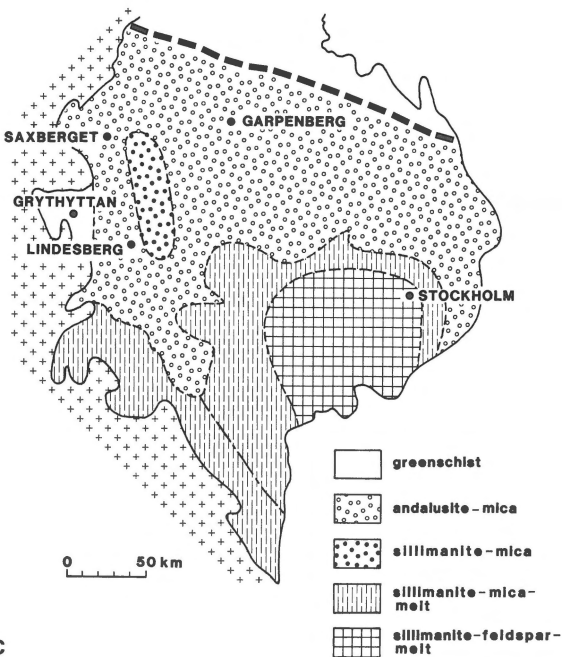 GARPENBERG
SAXBERGET
GRYTHYTTAN
LINDESBERG
STOCKHOLM
greenschist
andalusite-mica
sillimanite-mica
0 50 km
sillimanite-mica-
melt
sillimanite-feldspar-
melt
C